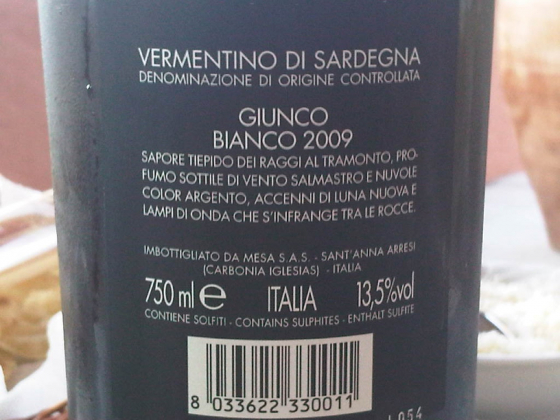 VERMENTINO DI SARDEGNA
DENOMINAZIONE DI ORIGINE CONTROLLATA
GIUNCO
BIANCO 2009
SAPORE TIEPIDO DEI RAGGI AL TRAMONTO, PRO-
FUMO SOTTILE DI VENTO SALMASTRO E NUVOLE
COLOR ARGENTO, ACCENNI DI LUNA NUOVA E
LAMPI DI ONDA CHE S'INFRANGE TRA LE ROCCE.
IMBOTTIGLIATO DA MESA S.A.S. - SANT'ANNA ARRESI
(CARBONIA IGLESIAS) - ITALIA
750 ml e ITALIA 13,5%vol
CONTIENE SOLFITI - CONTAINS SULPHITES - ENTHALT SULFITE
8 033622 330011
L054